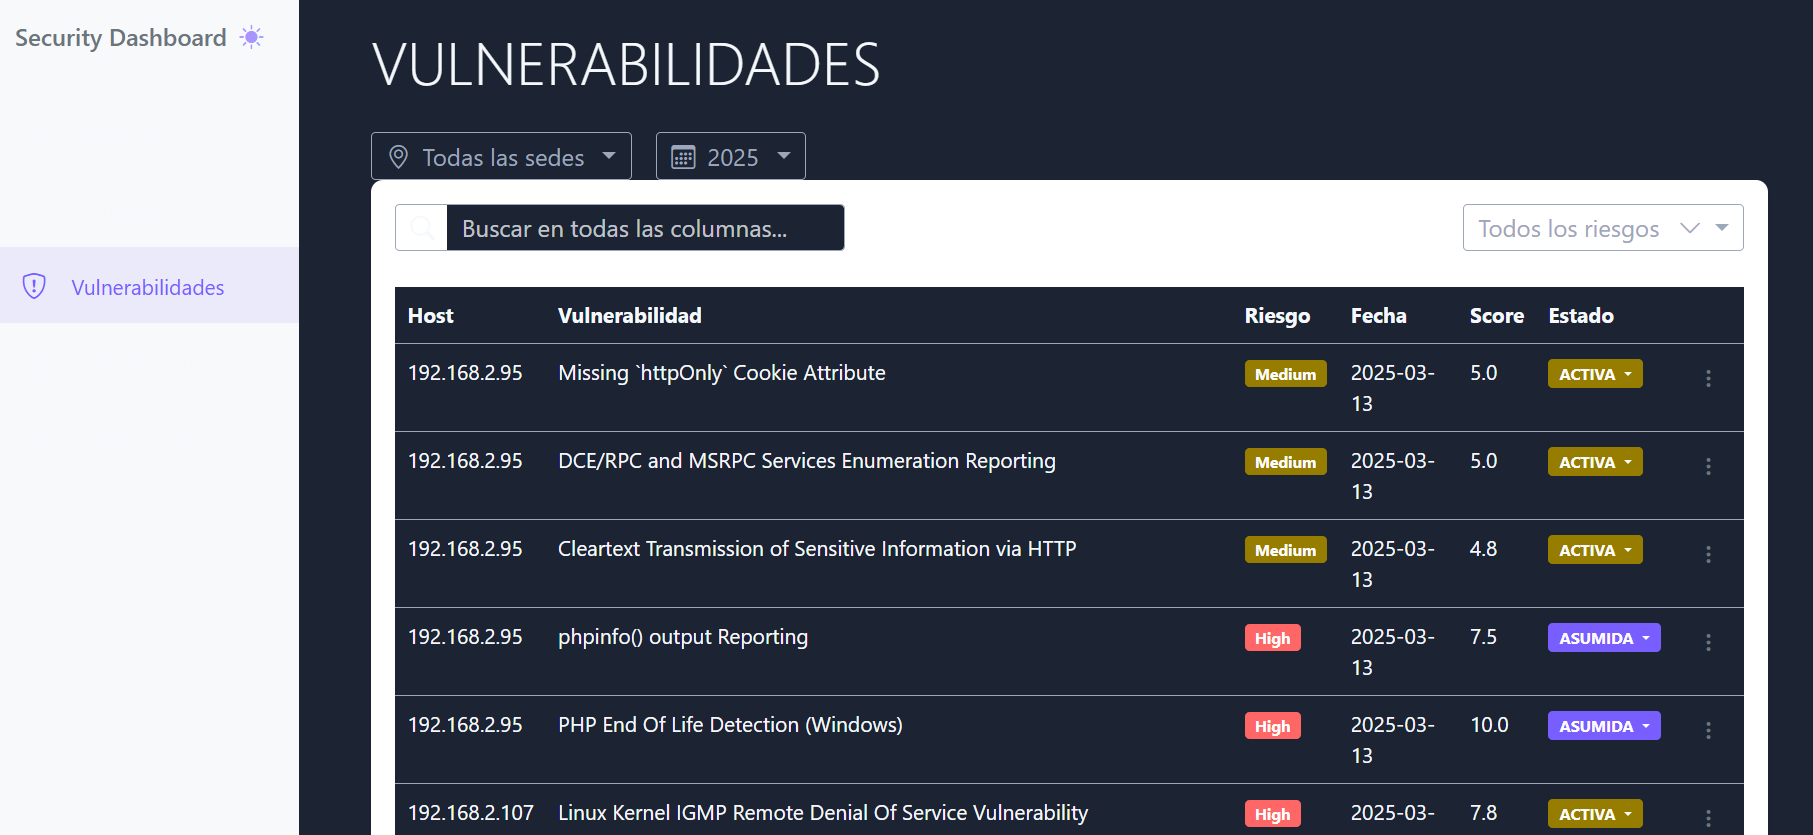 Security Dashboard
Vulnerabilidades
VULNERABILIDADES
Todas las sedes
2025
Buscar en todas las columnas...
Todos los riesgos
Host Vulnerabilidad Riesgo Fecha Score Estado
192.168.2.95 Missing `httpOnly` Cookie Attribute Medium 2025-03- 5.0 ACTIVA
13
192.168.2.95 DCE/RPC and MSRPC Services Enumeration Reporting Medium 2025-03- 5.0 ACTIVA
13
192.168.2.95 Cleartext Transmission of Sensitive Information via HTTP Medium 2025-03- 4.8 ACTIVA
13
192.168.2.95 phpinfo() output Reporting High 2025-03- 7.5 ASUMIDA
13
192.168.2.95 PHP End Of Life Detection (Windows) High 2025-03- 10.0 ASUMIDA
13
192.168.2.107 Linux Kernel IGMP Remote Denial Of Service Vulnerability High 2025-03- 7.8 ACTIVA